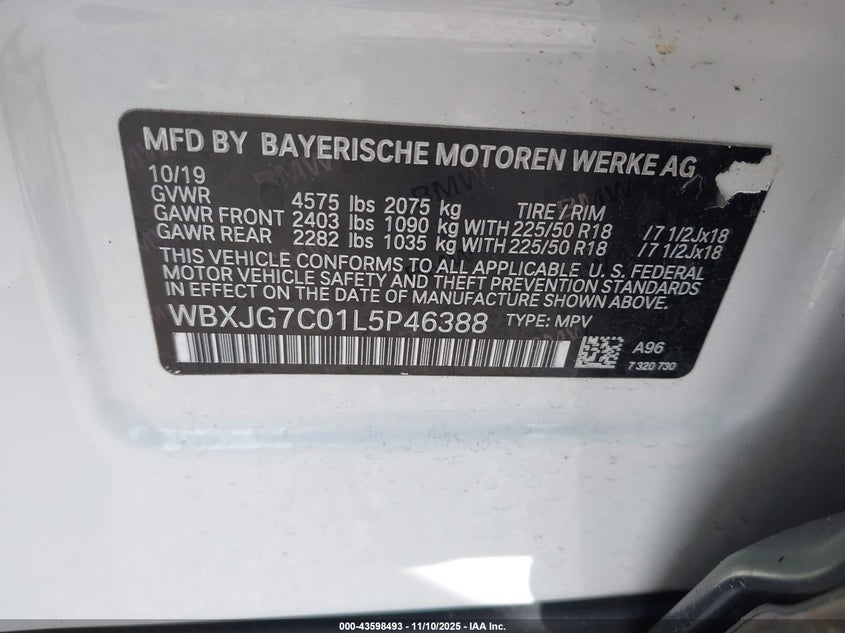 MFD BY BAYERISCHE MOTOREN WERKE AG
10/19
GVWR 4575 lbs 2075 kg TIRE / RIM
GAWR FRONT 2403 lbs 1090 kg WITH 225/50 R18 /7 1/2Jx18
GAWR REAR 2282 lbs 1035 kg WITH 225/50 R18 /7 1/2Jx18
THIS VEHICLE CONFORMS TO ALL APPLICABLE U. S. FEDERAL
MOTOR VEHICLE SAFETY AND THEFT PREVENTION STANDARDS
IN EFFECT ON THE DATE OF MANUFACTURE SHOWN ABOVE.
WBXJG7C01L5P46388 TYPE: MPV
A96
7 320 730
000-43598493 - 11/10/2025 - IAA Inc.